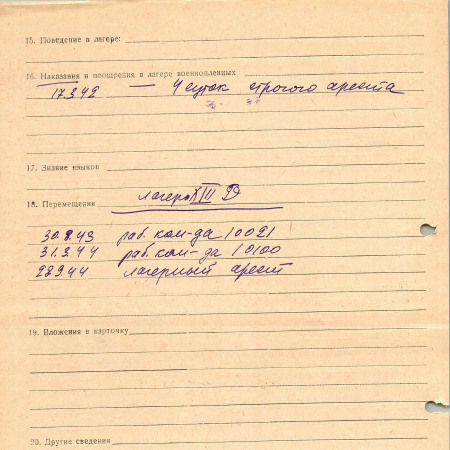 15. Поведение в лагере:
16. Наказания и поощрения в лагере военнопленных
17.3.42 — 4 суток строгого ареста
17. Знание языков
18. Перемещения лагерь XIII D
30.8.43 раб. ком-да 10021
31.3.44 раб. ком-да 10100
28.9.44 лагерный арест
19. Вложения в карточку
20. Другие сведения